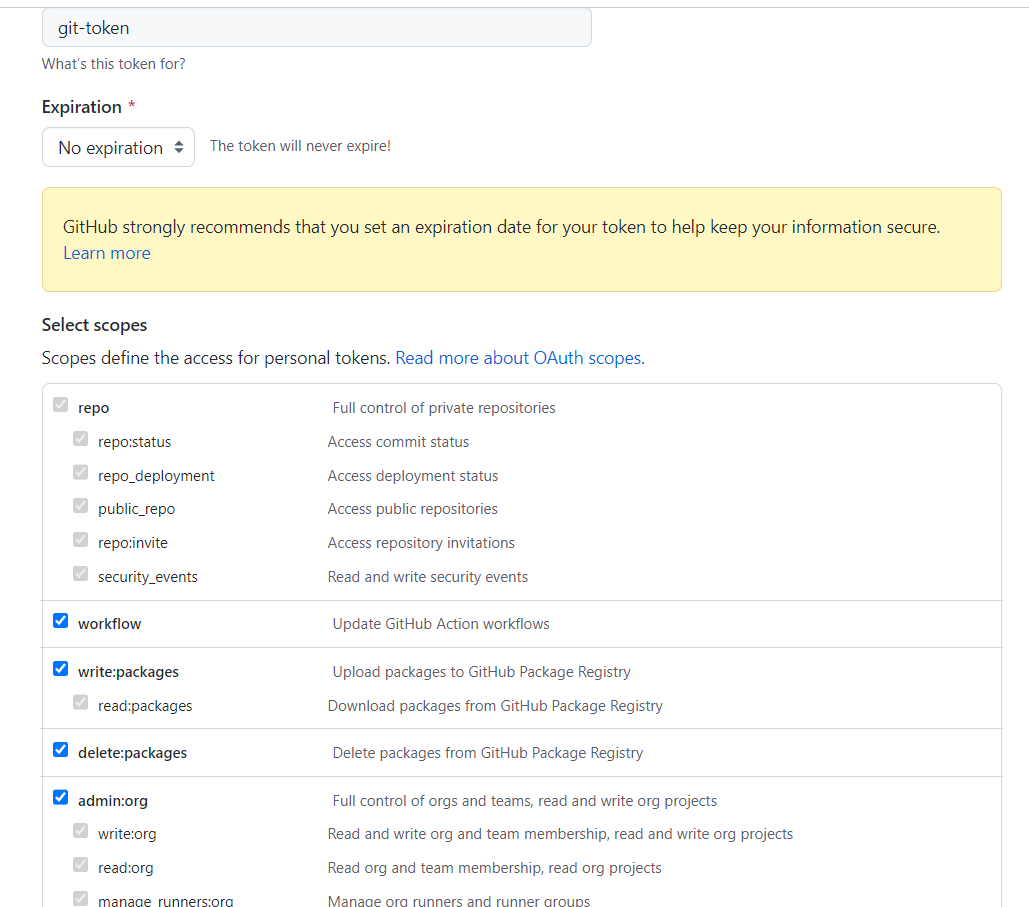 git-token
What's this token for?
Expiration *
No expiration The token will never expire!
GitHub strongly recommends that you set an expiration date for your token to help keep your information secure.
Learn more
Select scopes
Scopes define the access for personal tokens. Read more about OAuth scopes.
repo Full control of private repositories
repo:status Access commit status
repo_deployment Access deployment status
public_repo Access public repositories
repo:invite Access repository invitations
security_events Read and write security events
workflow Update GitHub Action workflows
write:packages Upload packages to GitHub Package Registry
read:packages Download packages from GitHub Package Registry
delete:packages Delete packages from GitHub Package Registry
admin:org Full control of orgs and teams, read and write org projects
write:org Read and write org and team membership, read and write org projects
read:org Read org and team membership, read org projects
manage_runners:org Manage org runners and runner groups